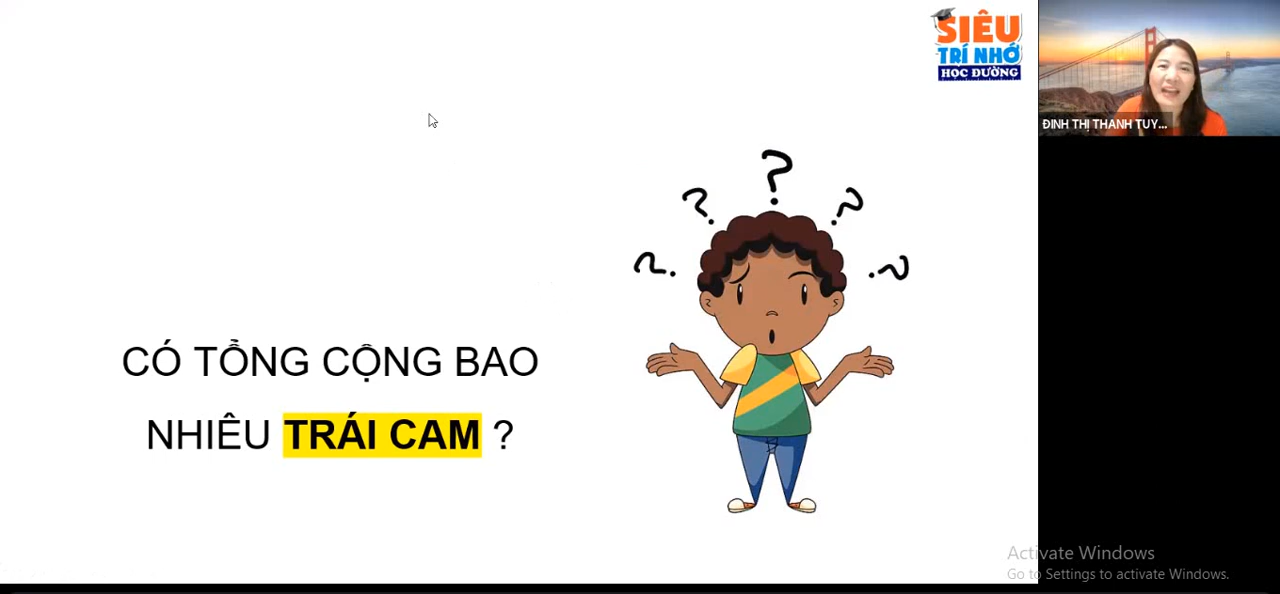 SIÊU
TRÍ NHỚ
HỌC ĐƯỜNG
ĐINH THỊ THANH TUY...
? ? ? ? ?
CÓ TỔNG CỘNG BAO
NHIÊU TRÁI CAM ?
Activate Windows
Go to Settings to activate Windows.